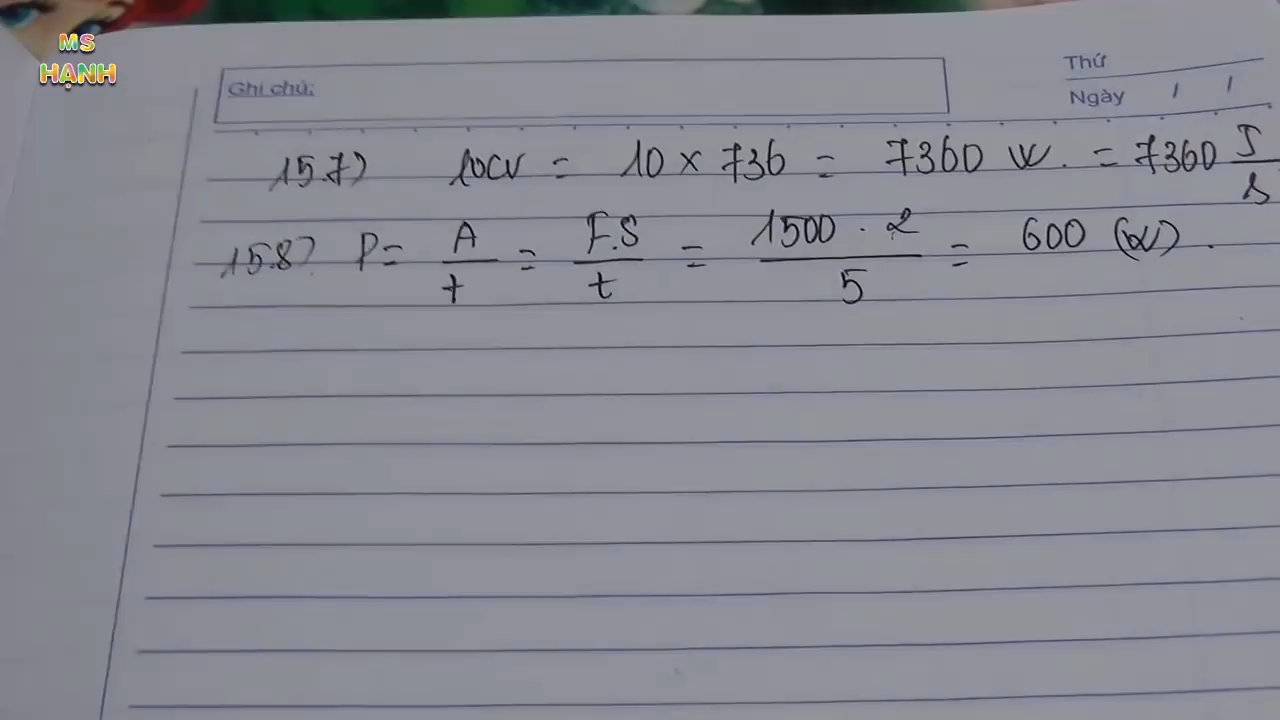 MS
HẠNH
Ghi chú:
Thứ
Ngày / /
15.7) 10CV = 10 × 736 = 7360 W. = 7360 J/s
15.8) P = A/t = F.S/t = 1500 . 2/5 = 600 (W).